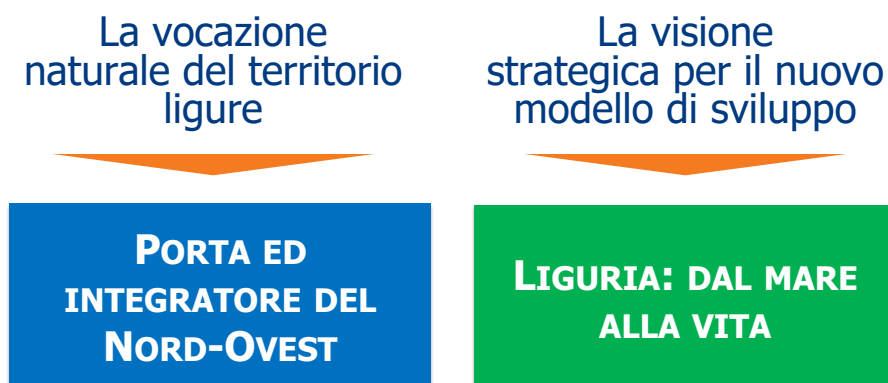 La vocazione
naturale del territorio
ligure
PORTA ED
INTEGRATORE DEL
NORD-OVEST
La visione
strategica per il nuovo
modello di sviluppo
LIGURIA: DAL MARE
ALLA VITA